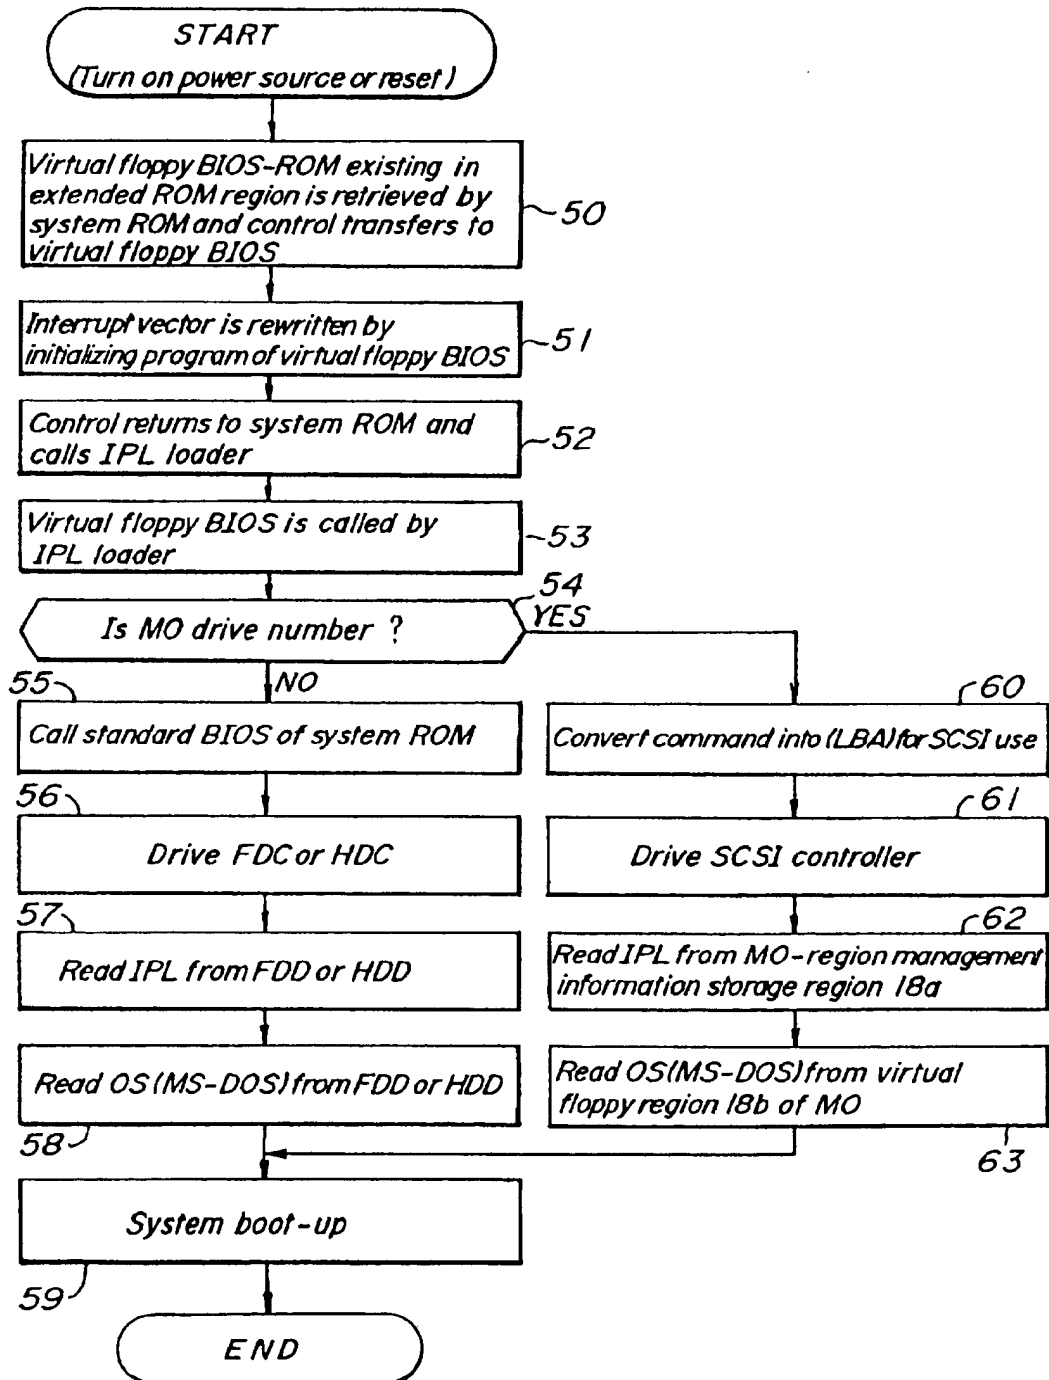 START
(Turn on power source or reset)
Virtual floppy BIOS-ROM existing in
extended ROM region is retrieved by
system ROM and control transfers to
virtual floppy BIOS
50
Interrupt vector is rewritten by
initializing program of virtual floppy BIOS
51
Control returns to system ROM and
calls IPL loader
52
Virtual floppy BIOS is called by
IPL loader
53
54
Is MO drive number ?
YES
NO
55
Call standard BIOS of system ROM
56
Drive FDC or HDC
57
Read IPL from FDD or HDD
Read OS(MS-DOS) from FDD or HDD
58
60
Convert command into (LBA) for SCSI use
61
Drive SCSI controller
62
Read IPL from MO-region management
information storage region 18a
Read OS(MS-DOS) from virtual
floppy region 18b of MO
63
System boot-up
59
END